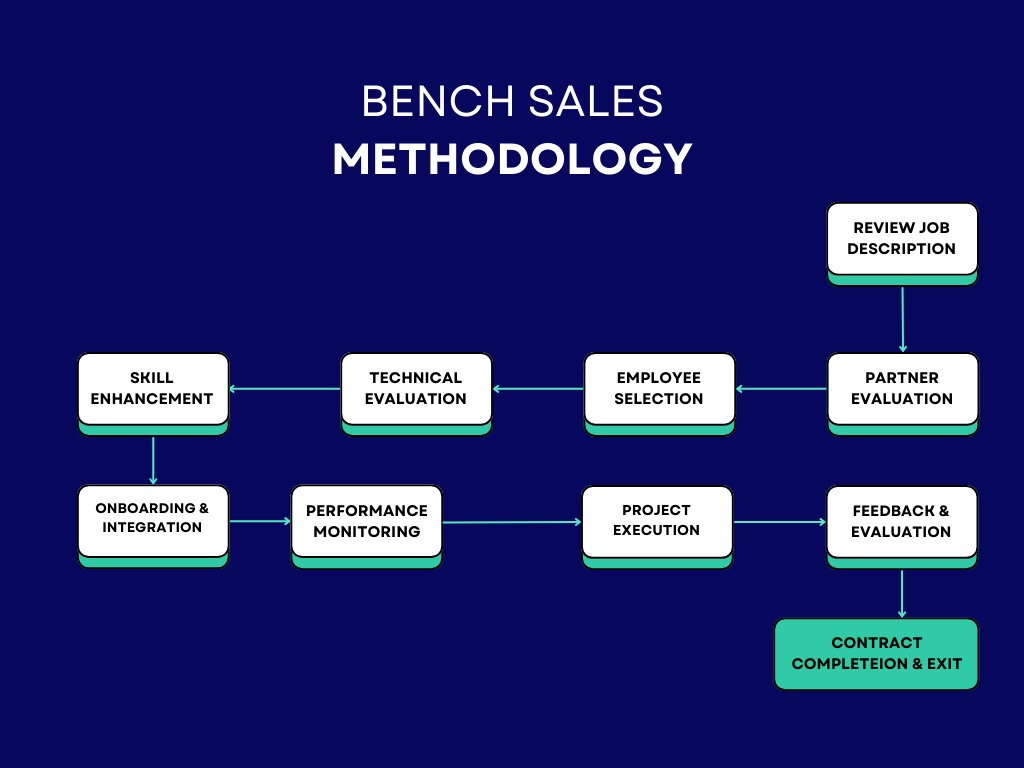 BENCH SALES
METHODOLOGY
REVIEW JOB
DESCRIPTION
PARTNER
EVALUATION
EMPLOYEE
SELECTION
TECHNICAL
EVALUATION
SKILL
ENHANCEMENT
ONBOARDING &
INTEGRATION
PERFORMANCE
MONITORING
PROJECT
EXECUTION
FEEDBACK &
EVALUATION
CONTRACT
COMPLETEION & EXIT